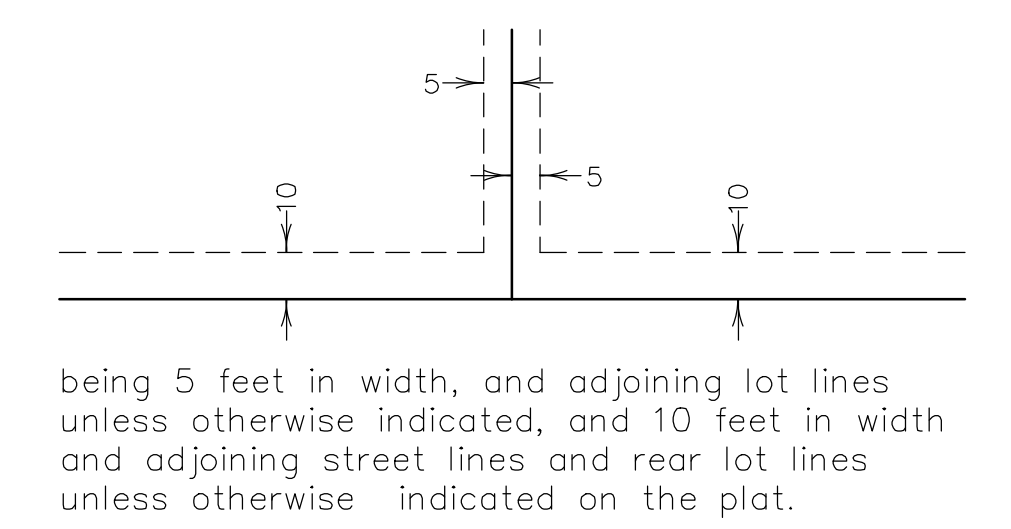 5
5
10
10
being 5 feet in width, and adjoining lot lines
unless otherwise indicated, and 10 feet in width
and adjoining street lines and rear lot lines
unless otherwise indicated on the plat.